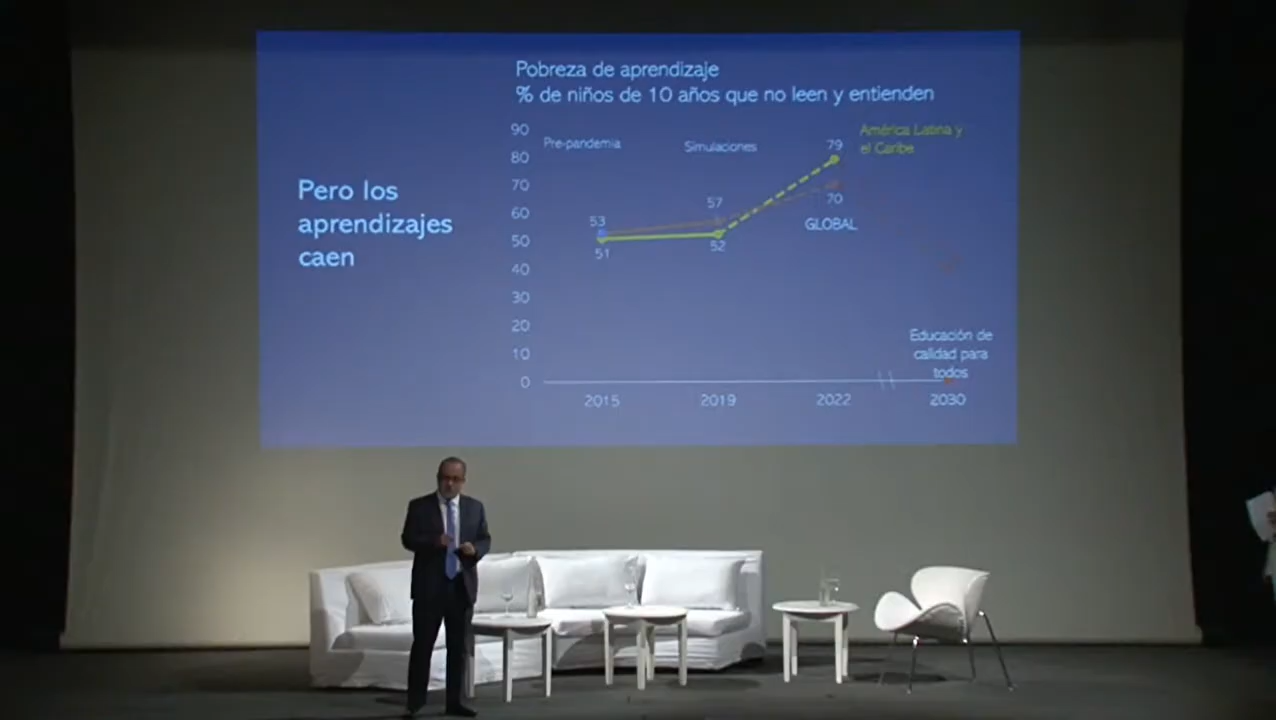 Pobreza de aprendizaje
% de niños de 10 años que no leen y entienden
Pero los
aprendizajes
caen
90
80
70
60
50
40
30
20
10
0
Pre-pandemia
Simulaciones
53
51
57
52
79
70
GLOBAL
América Latina y
el Caribe
Educación de
calidad para
todos
2015
2019
2022
2030